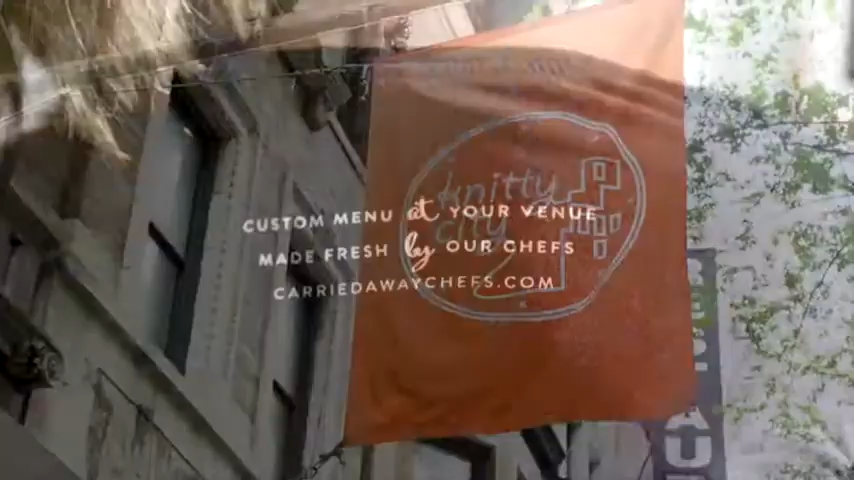 knitty
city
CUSTOM MENU at YOUR VENUE
MADE FRESH by OUR CHEFS
CARRIEDAWAYCHEFS.COM